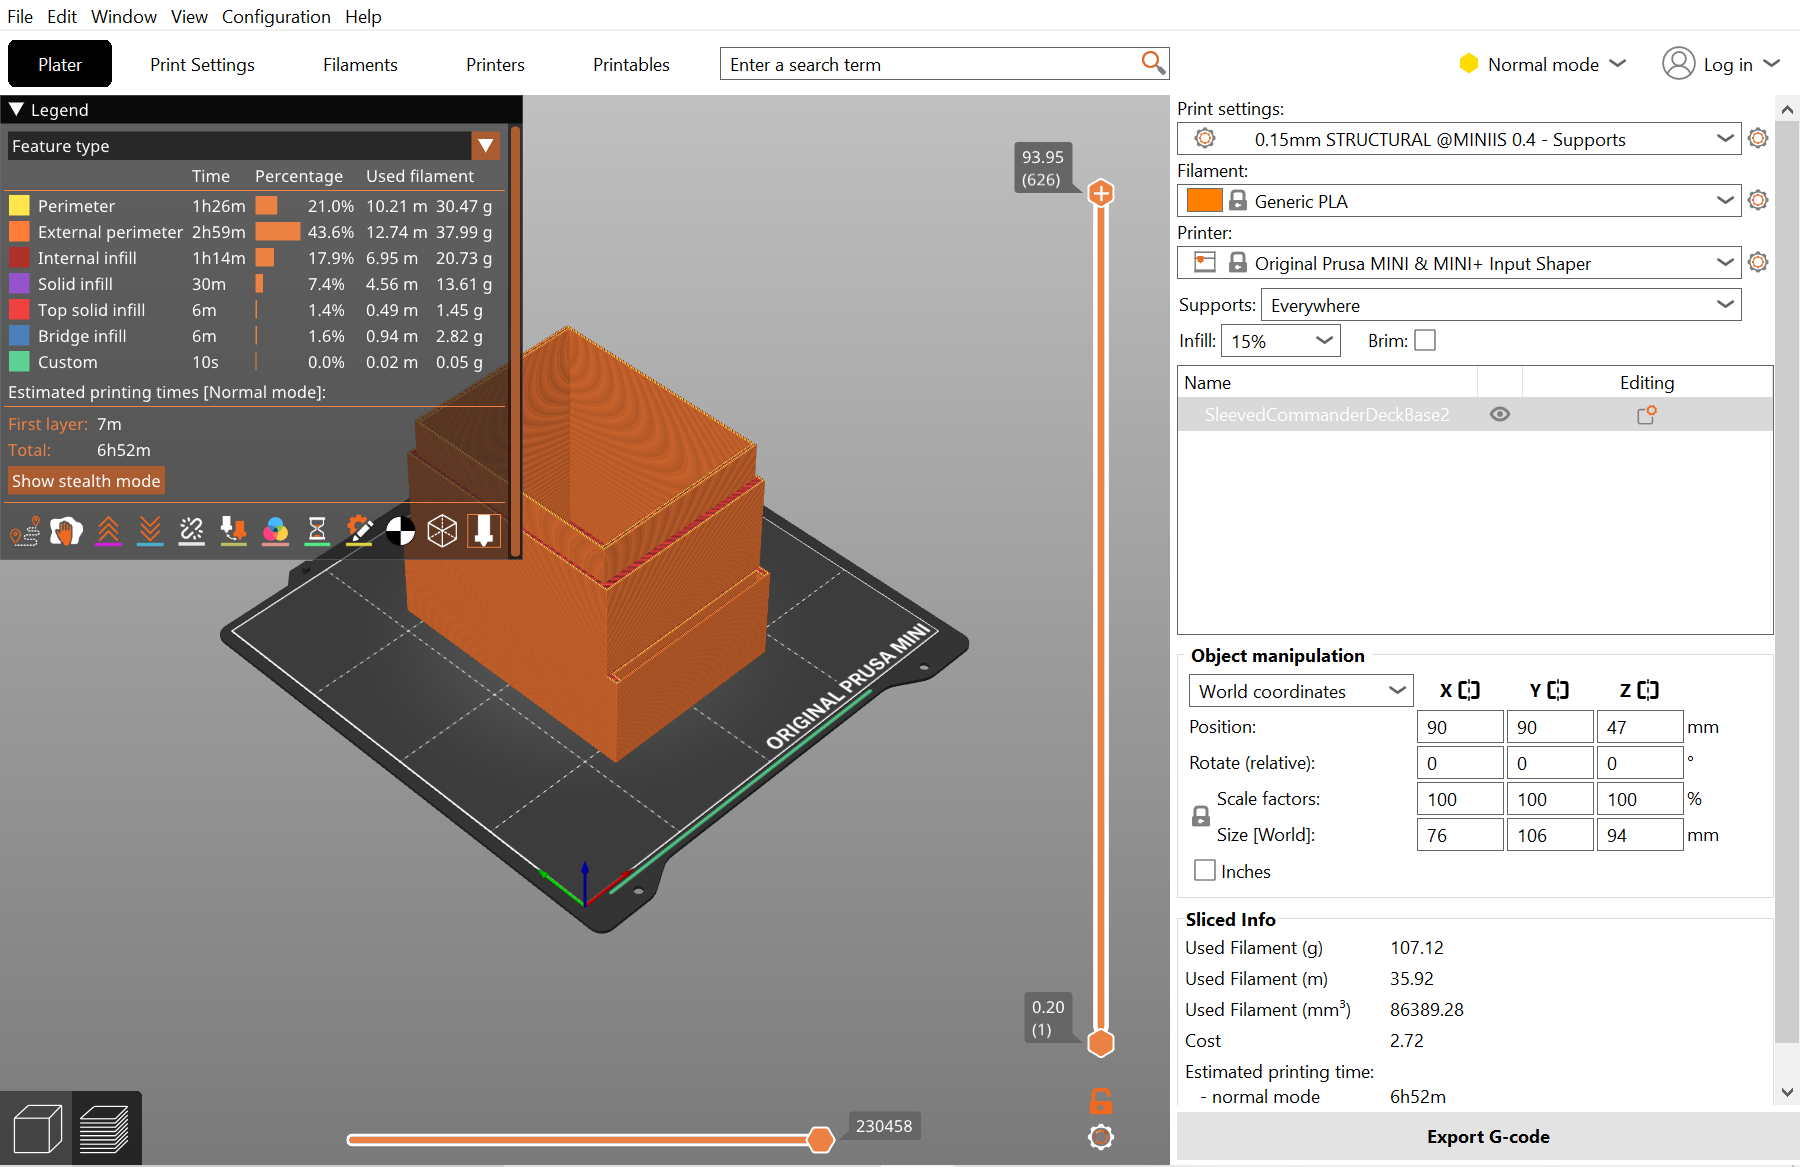 File Edit Window View Configuration Help
Plater Print Settings Filaments Printers Printables Enter a search term Normal mode Log in
Legend
Feature type
Time Percentage Used filament
Perimeter 1h26m 21.0% 10.21 m 30.47 g
External perimeter 2h59m 43.6% 12.74 m 37.99 g
Internal infill 1h14m 17.9% 6.95 m 20.73 g
Solid infill 30m 7.4% 4.56 m 13.61 g
Top solid infill 6m 1.4% 0.49 m 1.45 g
Bridge infill 6m 1.6% 0.94 m 2.82 g
Custom 10s 0.0% 0.02 m 0.05 g
Estimated printing times [Normal mode]:
First layer: 7m
Total: 6h52m
Show stealth mode
93.95
(626)
ORIGINAL PRUSA MINI
0.20
(1)
230458
Print settings:
0.15mm STRUCTURAL @MINIIS 0.4 - Supports
Filament:
Generic PLA
Printer:
Original Prusa MINI & MINI+ Input Shaper
Supports: Everywhere
Infill: 15% Brim:
Name Editing
SleevedCommanderDeckBase2
Object manipulation
World coordinates X Y Z
Position: 90 90 47 mm
Rotate (relative): 0 0 0 °
Scale factors: 100 100 100 %
Size [World]: 76 106 94 mm
Inches
Sliced Info
Used Filament (g) 107.12
Used Filament (m) 35.92
Used Filament (mm³) 86389.28
Cost 2.72
Estimated printing time:
- normal mode 6h52m
Export G-code